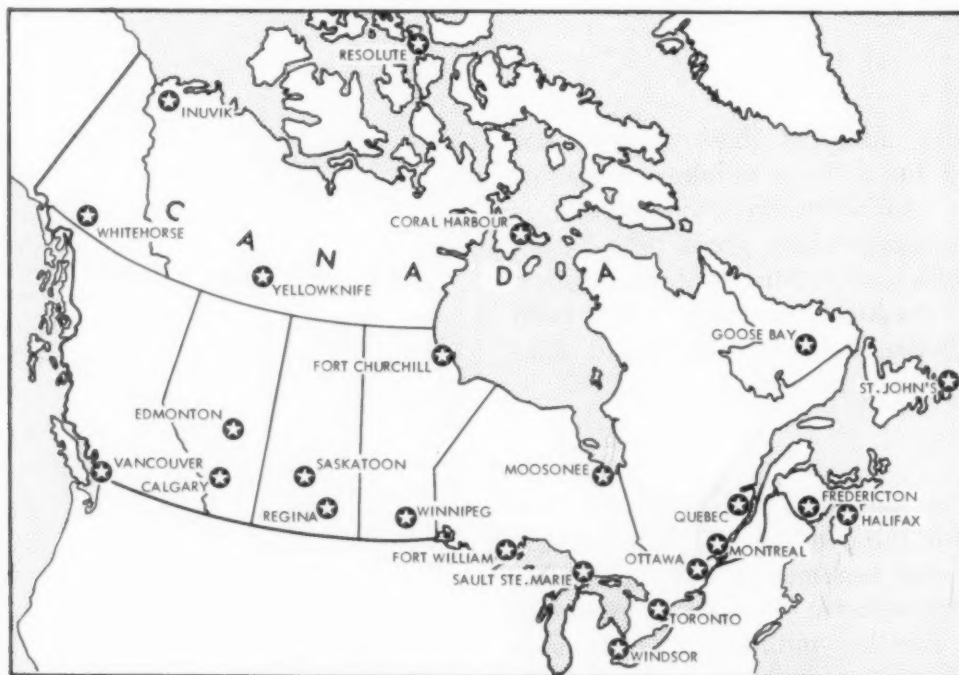 RESOLUTE
INUVIK
WHITEHORSE
CANADA
CORAL HARBOUR
YELLOWKNIFE
GOOSE BAY
FORT CHURCHILL
ST. JOHN'S
EDMONTON
VANCOUVER
CALGARY
SASKATOON
MOOSONEE
REGINA
WINNIPEG
QUEBEC
FREDERICTON
HALIFAX
FORT WILLIAM
OTTAWA
MONTREAL
SAULT STE. MARIE
TORONTO
WINDSOR